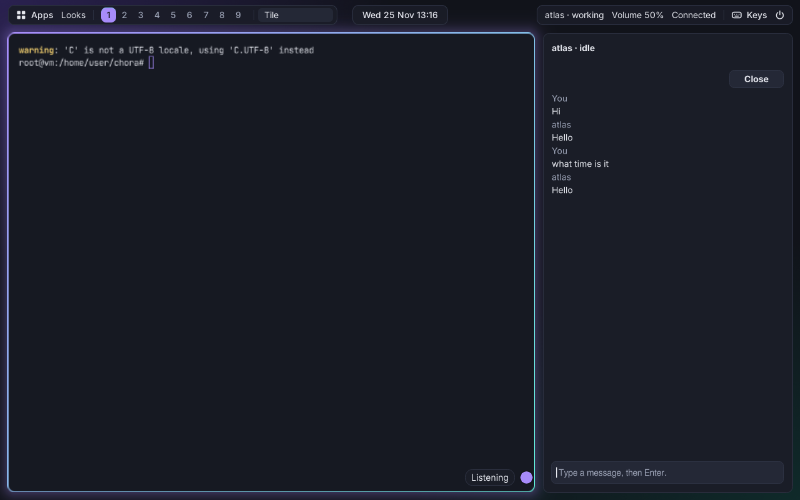 Apps Looks 1 2 3 4 5 6 7 8 9 Tile Wed 25 Nov 13:16 atlas · working Volume 50% Connected Keys
warning: 'C' is not a UTF-8 locale, using 'C.UTF-8' instead
root@vm:/home/user/chora#
Listening
atlas · idle
Close
You
Hi
atlas
Hello
You
what time is it
atlas
Hello
Type a message, then Enter.